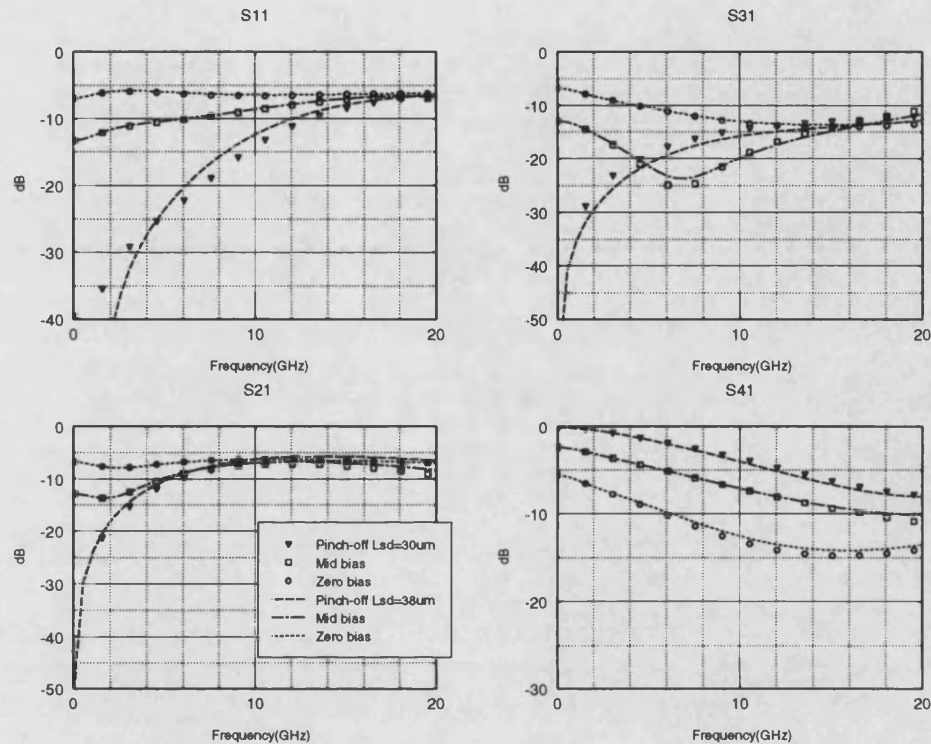 S11
0
-10
-20
-30
-40
dB
0
10
20
Frequency(GHz)
S31
0
-10
-20
-30
-40
-50
dB
0
10
20
Frequency(GHz)
S21
0
-10
-20
-30
-40
-50
dB
0
10
20
Frequency(GHz)
Pinch-off Lsd=30um
Mid bias
Zero bias
Pinch-off Lsd=38um
Mid bias
Zero bias
S41
0
-10
-20
-30
dB
0
10
20
Frequency(GHz)